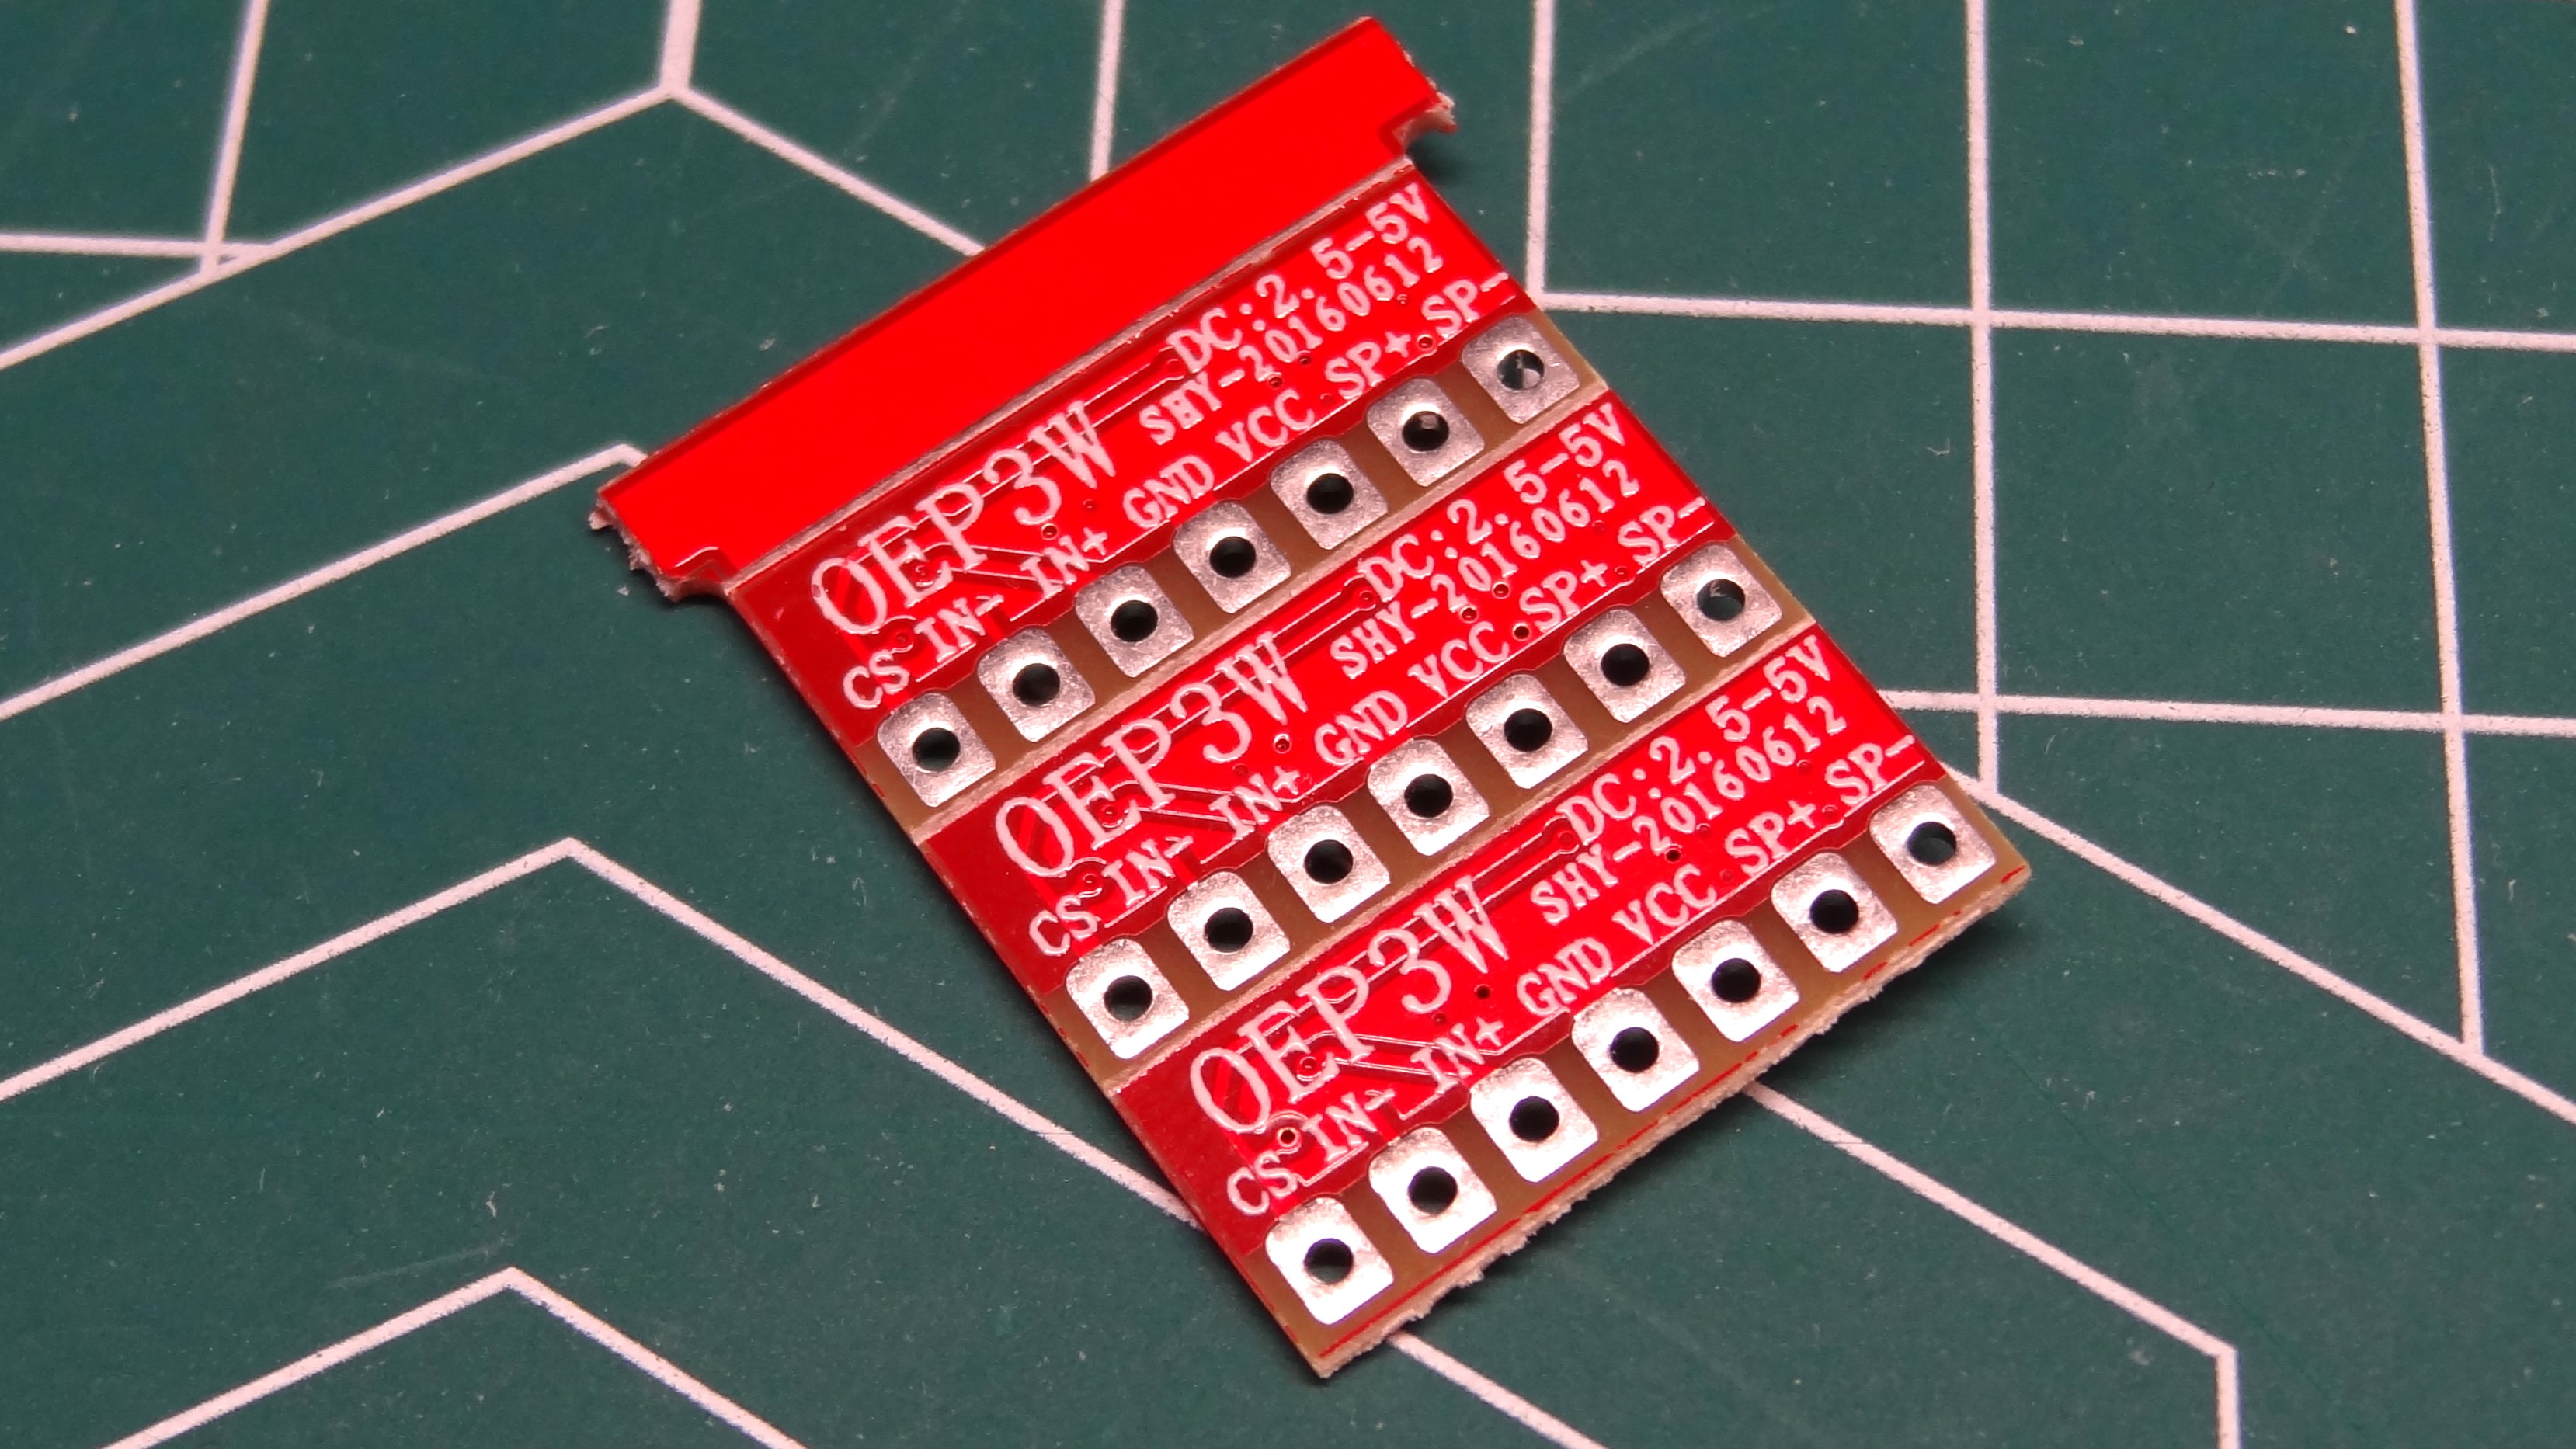 OEP3W DC:2.5-5V
SHY-20160612
CS IN- IN+ GND VCC SP+ SP-
OEP3W DC:2.5-5V
SHY-20160612
CS IN- IN+ GND VCC SP+ SP-
OEP3W DC:2.5-5V
SHY-20160612
CS IN- IN+ GND VCC SP+ SP-